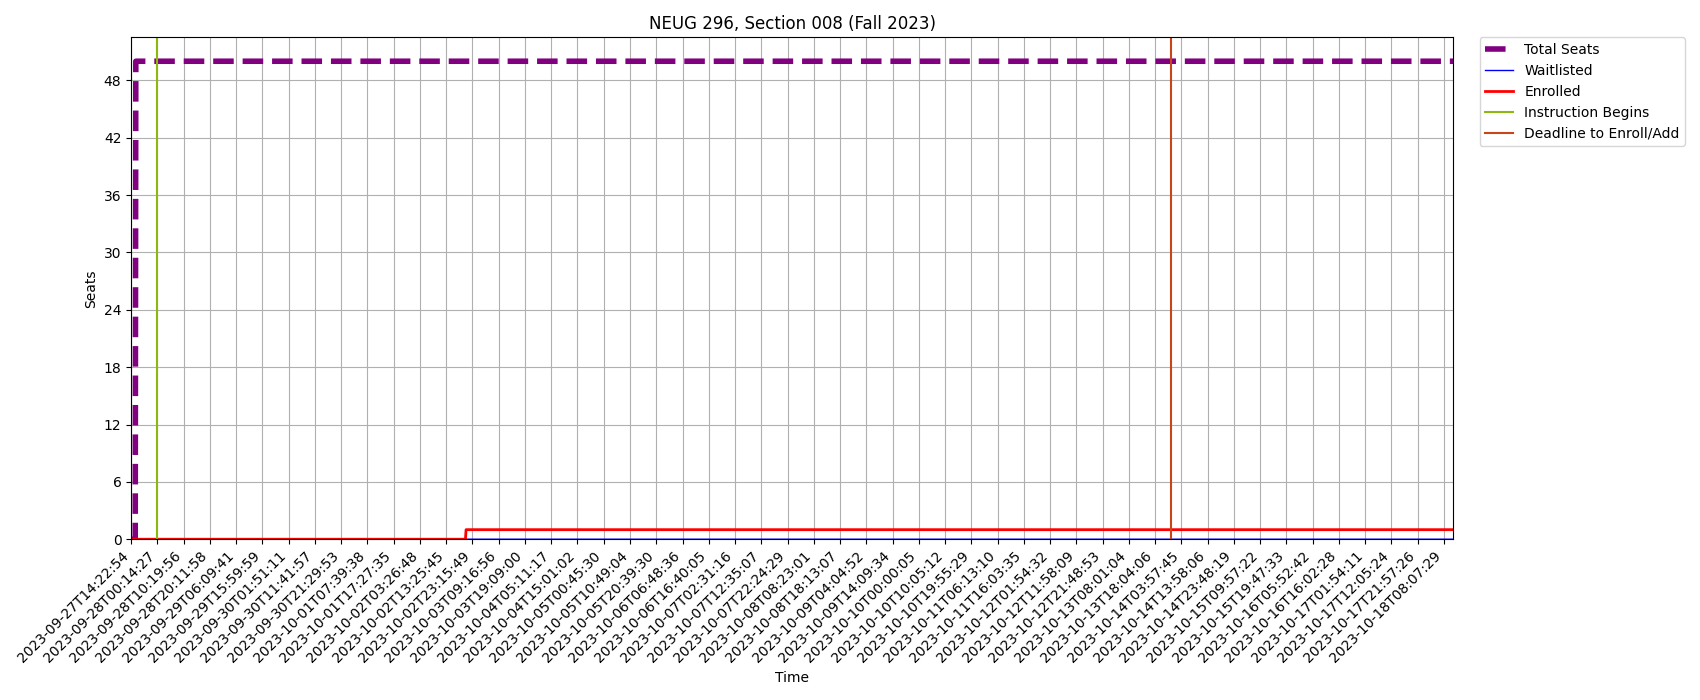 NEUG 296, Section 008 (Fall 2023)
Total Seats
Waitlisted
Enrolled
Instruction Begins
Deadline to Enroll/Add
Seats
48
42
36
30
24
18
12
6
0
2023-09-27T14:22:54
2023-09-28T00:14:27
2023-09-28T10:19:56
2023-09-28T20:11:58
2023-09-29T06:09:41
2023-09-29T15:59:59
2023-09-30T01:51:11
2023-09-30T11:41:57
2023-09-30T21:29:53
2023-10-01T07:39:38
2023-10-01T17:27:35
2023-10-02T03:26:48
2023-10-02T13:25:45
2023-10-02T23:15:49
2023-10-03T09:16:56
2023-10-03T19:09:00
2023-10-04T05:11:17
2023-10-04T15:01:02
2023-10-05T00:45:30
2023-10-05T10:49:04
2023-10-05T20:39:30
2023-10-06T06:48:36
2023-10-06T16:40:05
2023-10-07T02:31:16
2023-10-07T12:35:07
2023-10-07T22:24:29
2023-10-08T08:23:01
2023-10-08T18:13:07
2023-10-09T04:04:52
2023-10-09T14:09:34
2023-10-10T00:00:05
2023-10-10T10:05:12
2023-10-10T19:55:29
2023-10-11T06:13:10
2023-10-11T16:03:35
2023-10-12T01:54:32
2023-10-12T11:58:09
2023-10-12T21:48:53
2023-10-13T08:01:04
2023-10-13T18:04:06
2023-10-14T03:57:45
2023-10-14T13:58:06
2023-10-14T23:48:19
2023-10-15T09:57:22
2023-10-15T19:47:33
2023-10-16T05:52:42
2023-10-16T16:02:28
2023-10-17T01:54:11
2023-10-17T12:05:24
2023-10-17T21:57:26
2023-10-18T08:07:29
Time